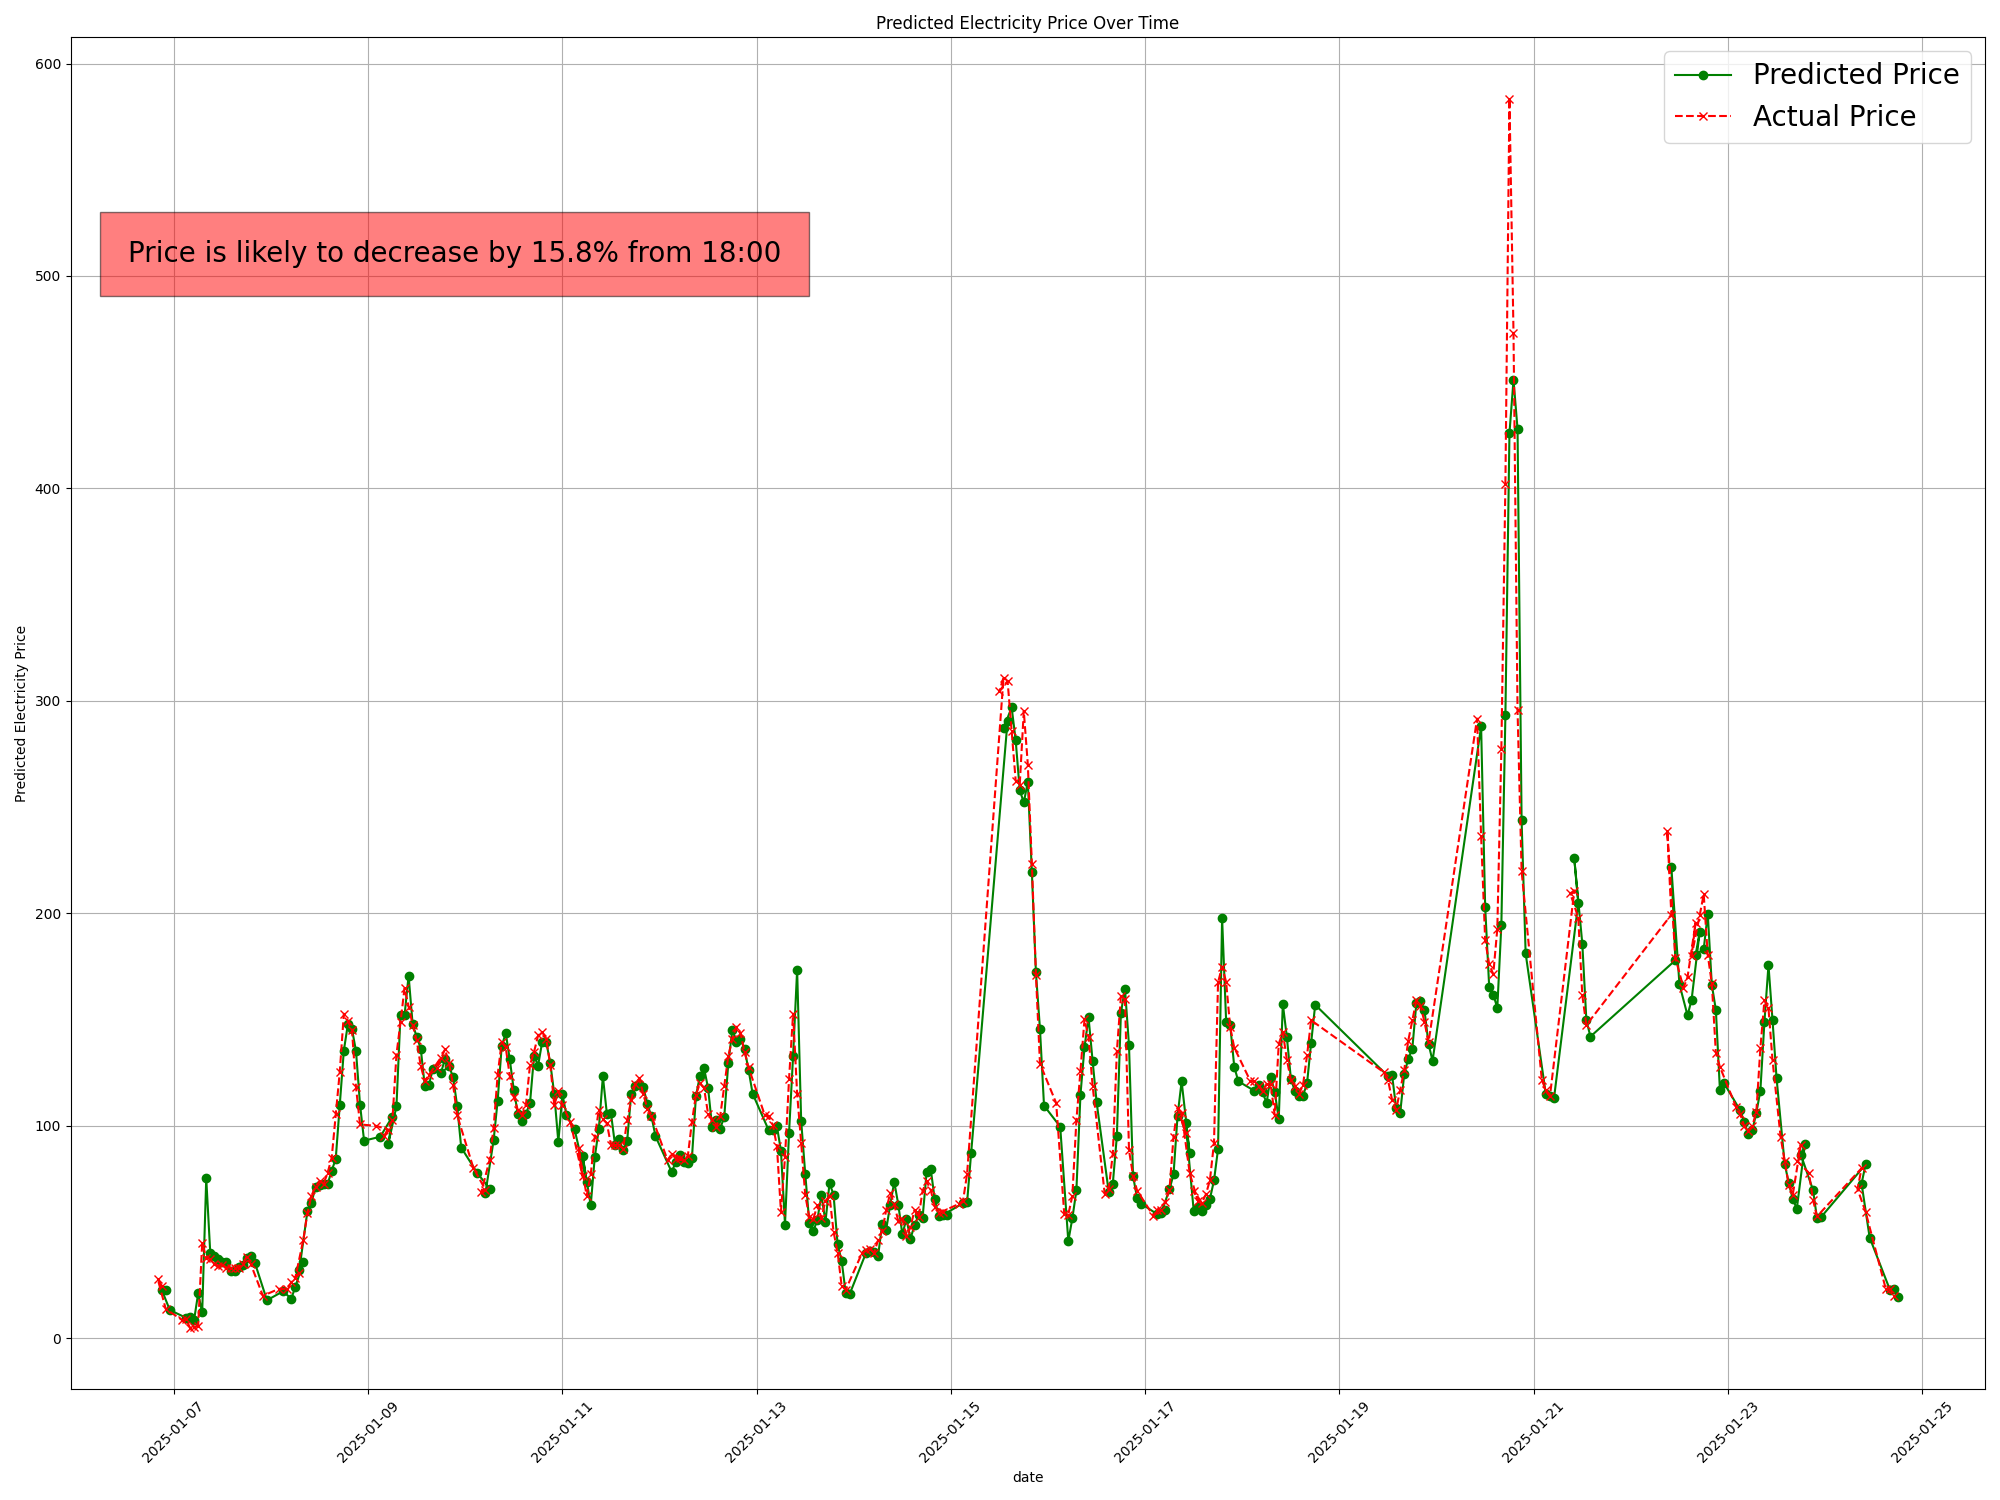 Predicted Electricity Price Over Time
Predicted Price
Actual Price
Price is likely to decrease by 15.8% from 18:00
Predicted Electricity Price
600
500
400
300
200
100
0
2025-01-07
2025-01-09
2025-01-11
2025-01-13
2025-01-15
2025-01-17
2025-01-19
2025-01-21
2025-01-23
2025-01-25
date